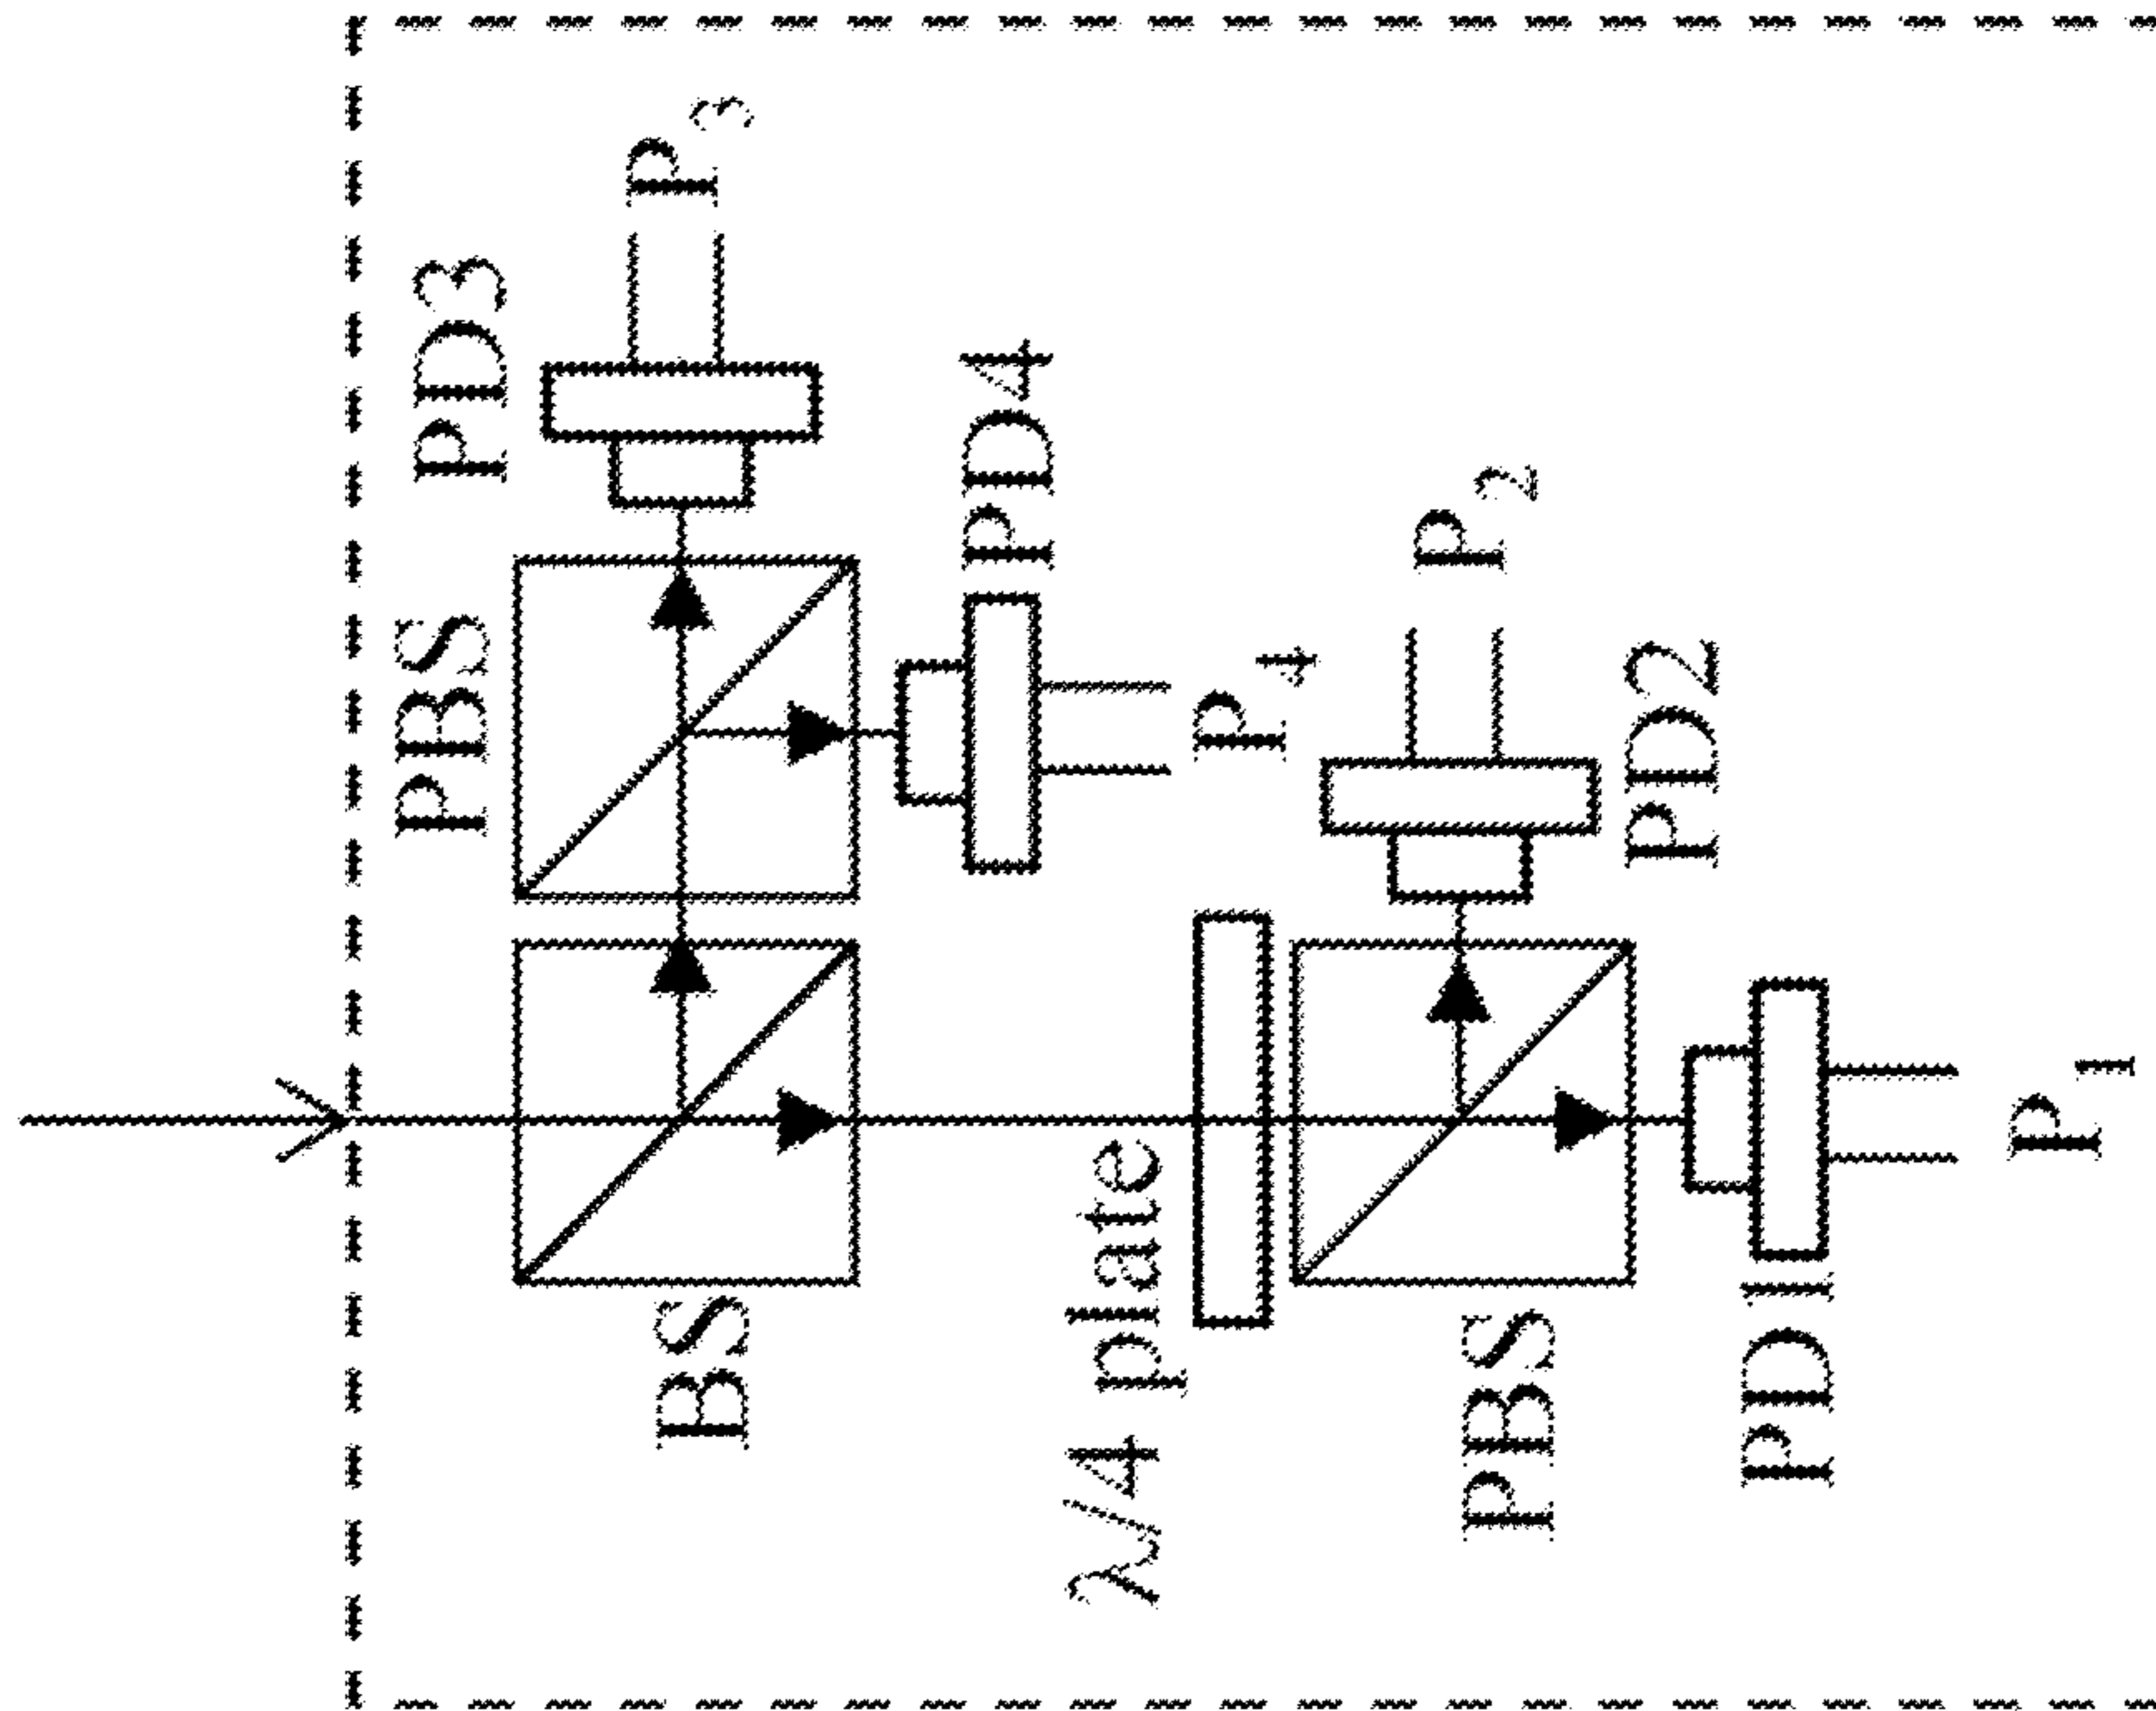 PD3
P3
PBS
PD4
P4
BS
λ/4 plate
P2
PD2
PBS
PD1
P1